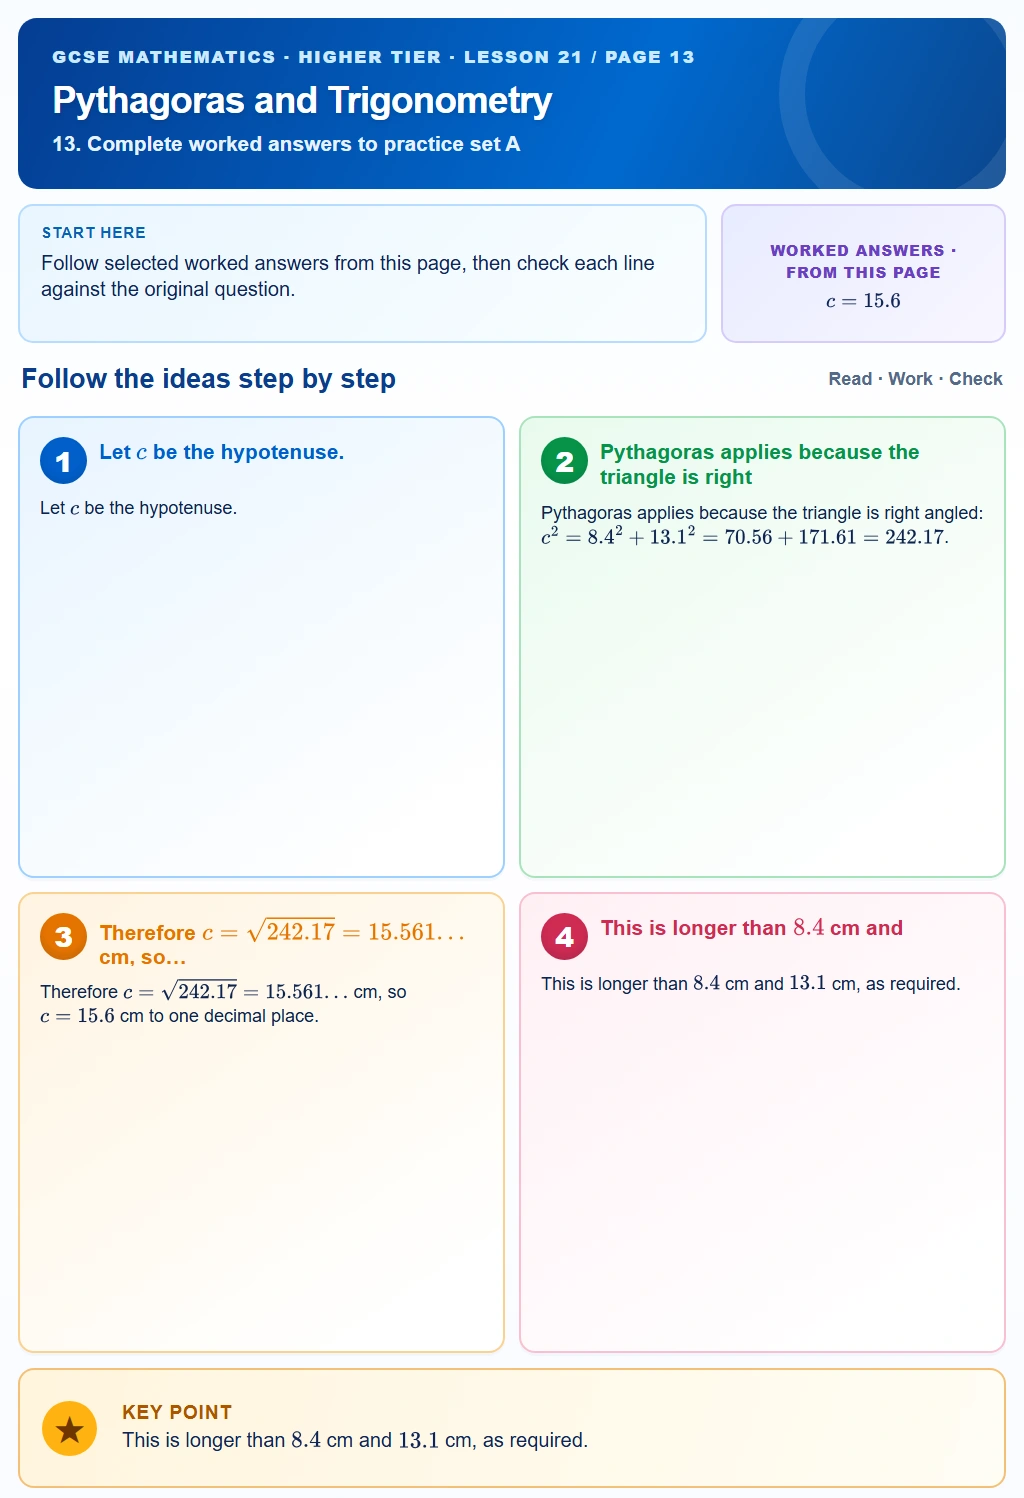 GCSE MATHEMATICS · HIGHER TIER · LESSON 21 / PAGE 13
Pythagoras and Trigonometry
13. Complete worked answers to practice set A
START HERE
Follow selected worked answers from this page, then check each line
against the original question.
WORKED ANSWERS ·
FROM THIS PAGE
c = 15.6
Follow the ideas step by step
Read · Work · Check
1
Let c be the hypotenuse.
Let c be the hypotenuse.
2
Pythagoras applies because the
triangle is right
Pythagoras applies because the triangle is right angled:
c² = 8.4² + 13.1² = 70.56 + 171.61 = 242.17.
3
Therefore c = √242.17 = 15.561…
cm, so…
Therefore c = √242.17 = 15.561… cm, so
c = 15.6 cm to one decimal place.
4
This is longer than 8.4 cm and
This is longer than 8.4 cm and 13.1 cm, as required.
KEY POINT
This is longer than 8.4 cm and 13.1 cm, as required.